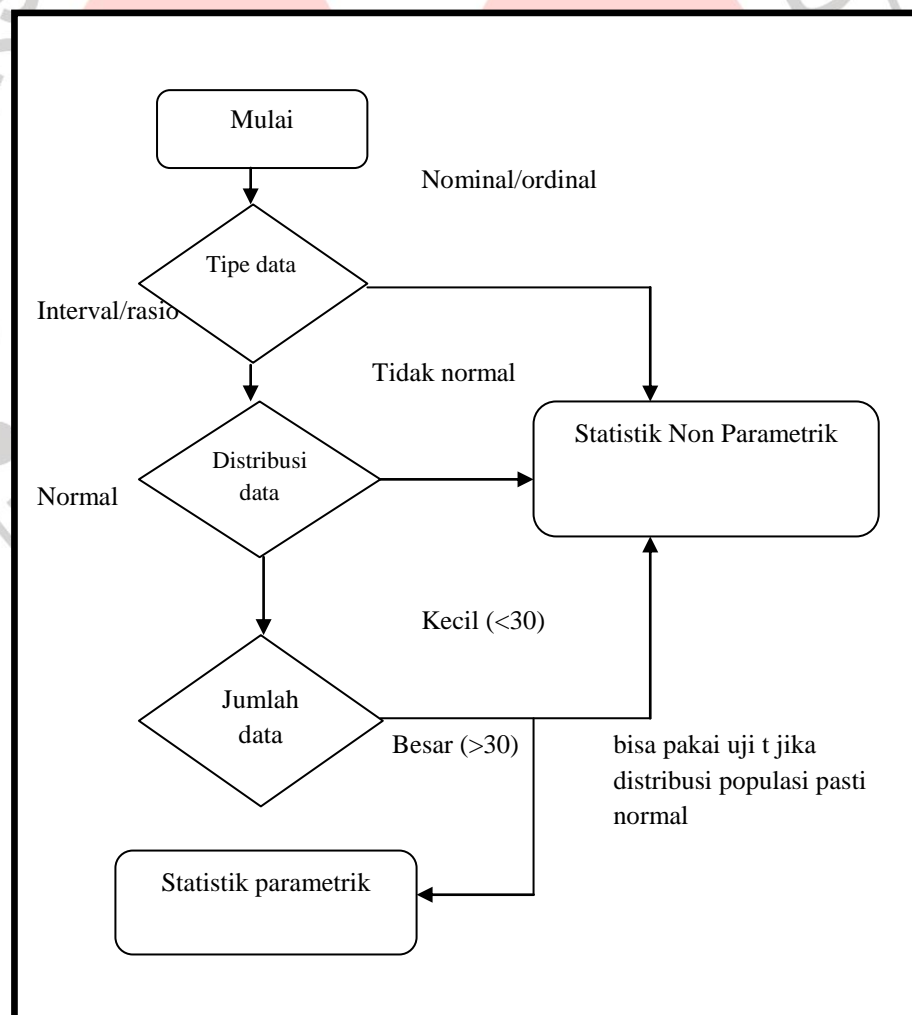 Mulai
Nominal/ordinal
Tipe data
Interval/rasio
Tidak normal
Statistik Non Parametrik
Distribusi
data
Normal
Kecil (<30)
Jumlah
data
Besar (>30)
bisa pakai uji t jika
distribusi populasi pasti
normal
Statistik parametrik